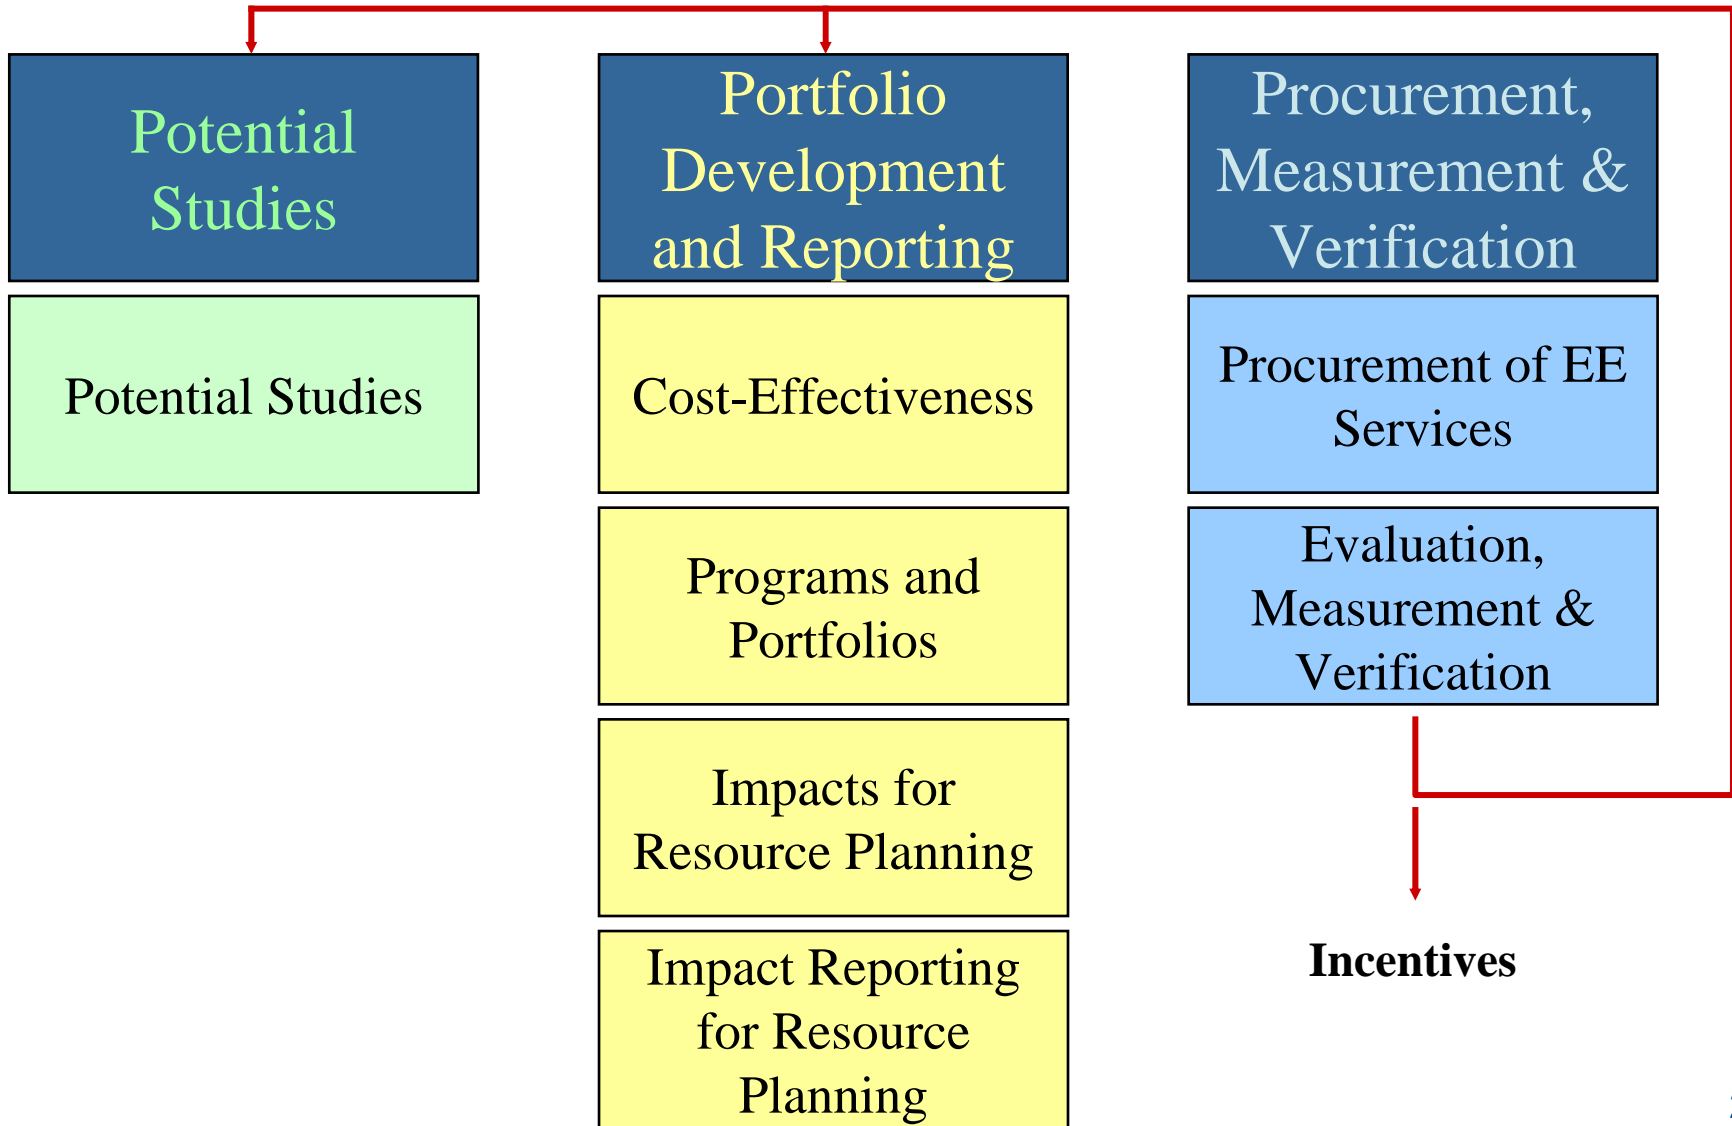 Potential
Studies
Portfolio
Development
and Reporting
Procurement,
Measurement &
Verification
Potential Studies
Cost-Effectiveness
Procurement of EE
Services
Programs and
Portfolios
Evaluation,
Measurement &
Verification
Impacts for
Resource Planning
Impact Reporting
for Resource
Planning
Incentives